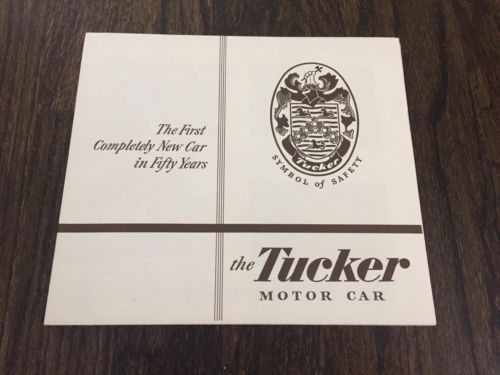 The First
Completely New Car
in Fifty Years
Tucker
SYMBOL of SAFETY
the Tucker
MOTOR CAR